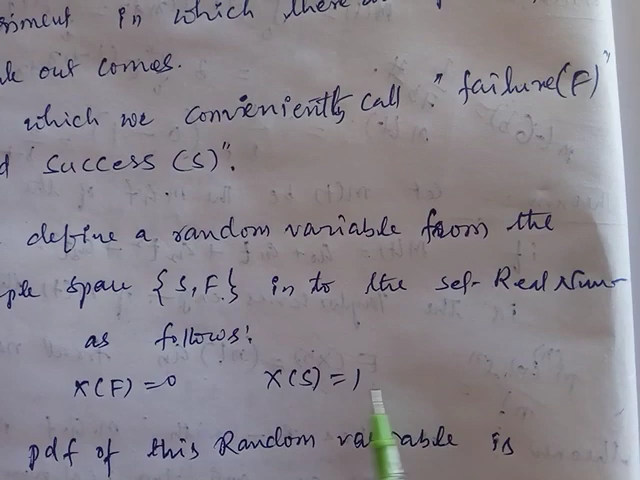 in which there
out comes.
which we conveniently call "failure(F)"
success (S)".
define a random variable from the
space {S,F} in to the set Real Num
as follows:
X(F)=0 X(S)=1
pdf of this Random variable is